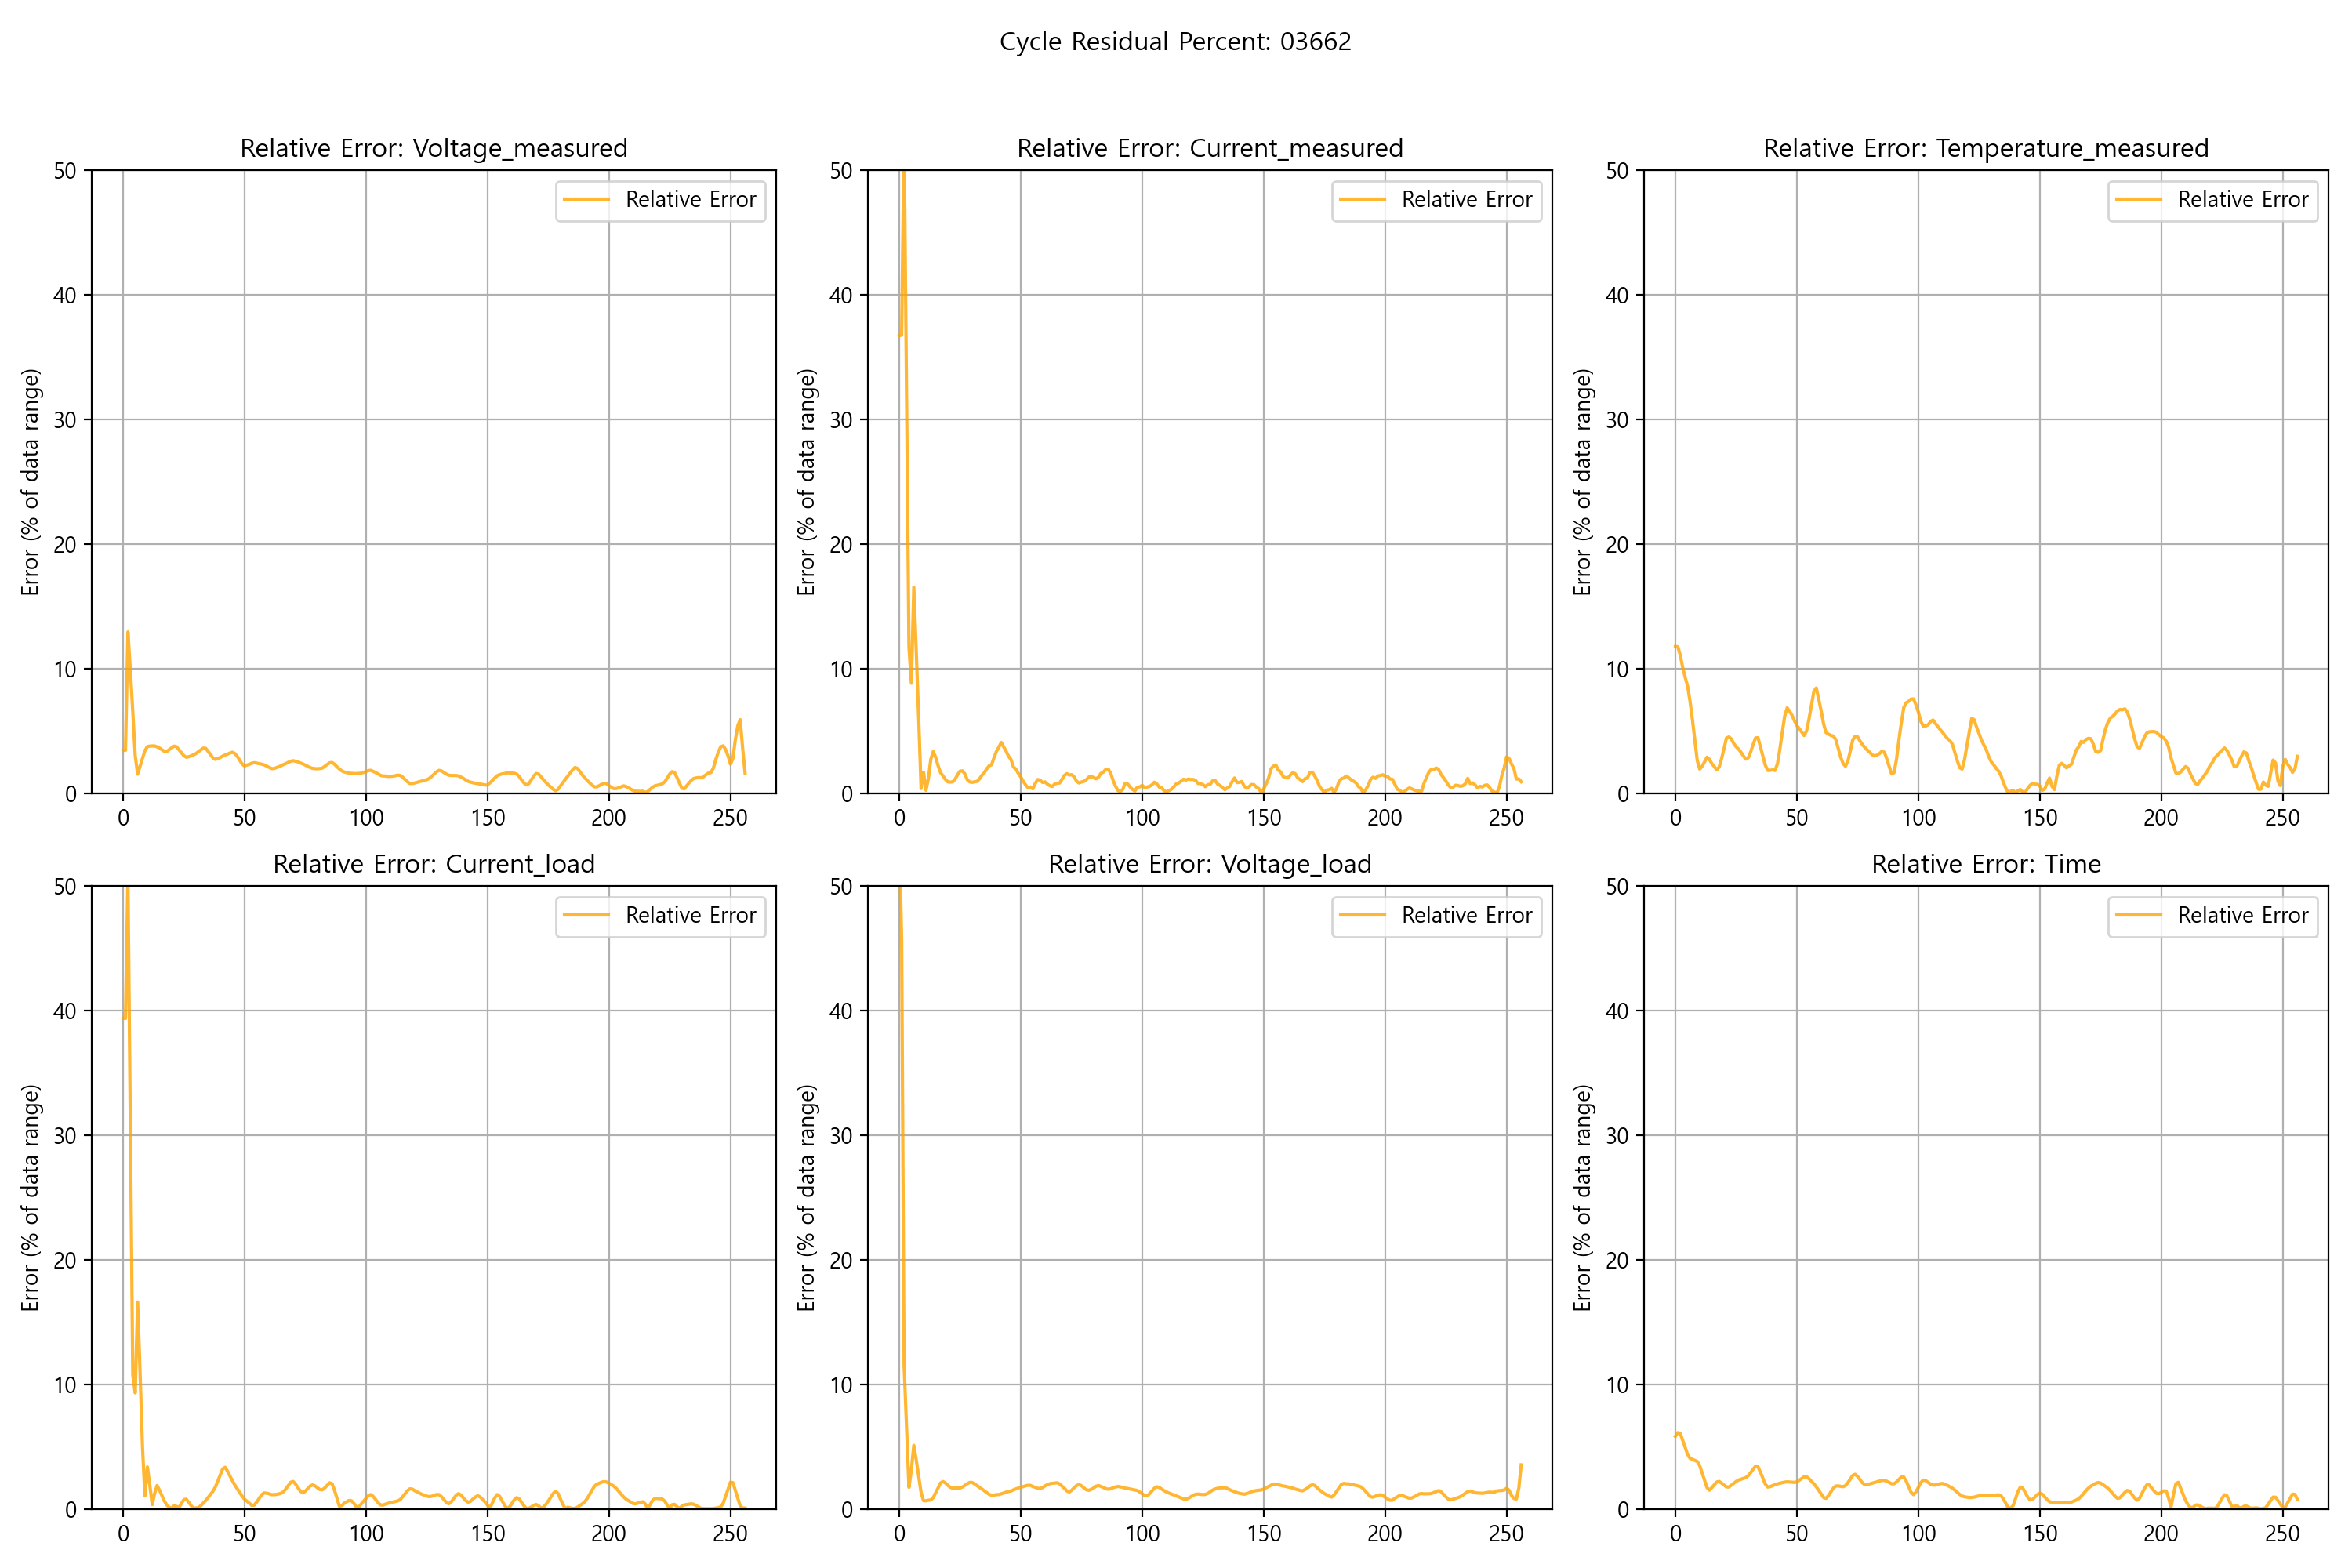 Cycle Residual Percent: 03662
Relative Error: Voltage_measured
Relative Error
Error (% of data range)
50
40
30
20
10
0
0 50 100 150 200 250
Relative Error: Current_measured
Relative Error
Error (% of data range)
50
40
30
20
10
0
0 50 100 150 200 250
Relative Error: Temperature_measured
Relative Error
Error (% of data range)
50
40
30
20
10
0
0 50 100 150 200 250
Relative Error: Current_load
Relative Error
Error (% of data range)
50
40
30
20
10
0
0 50 100 150 200 250
Relative Error: Voltage_load
Relative Error
Error (% of data range)
50
40
30
20
10
0
0 50 100 150 200 250
Relative Error: Time
Relative Error
Error (% of data range)
50
40
30
20
10
0
0 50 100 150 200 250